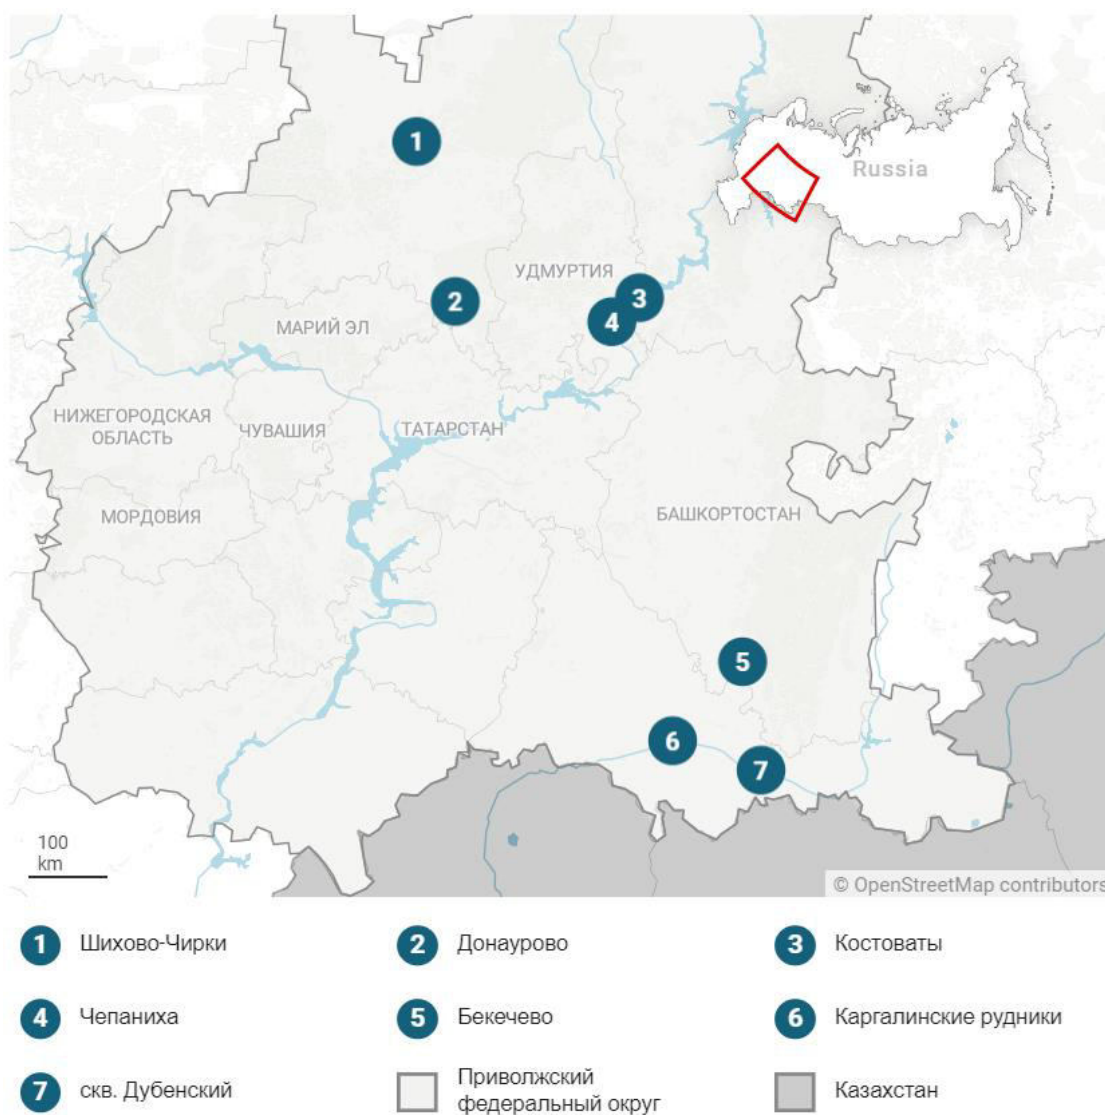 1
Russia
УДМУРТИЯ
2
3
4
МАРИЙ ЭЛ
НИЖЕГОРОДСКАЯ
ОБЛАСТЬ
ЧУВАШИЯ
ТАТАРСТАН
МОРДОВИЯ
БАШКОРТОСТАН
5
6
7
100
km
© OpenStreetMap contributors
1 Шихово-Чирки
2 Донаурово
3 Костоваты
4 Чепаниха
5 Бекечево
6 Каргалинские рудники
7 скв. Дубенский
Приволжский
федеральный округ
Казахстан